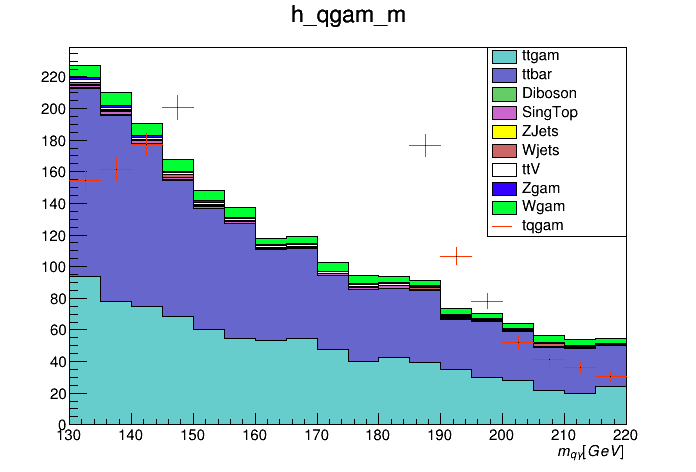 h_qgam_m
220
200
180
160
140
120
100
80
60
40
20
0
ttgam
ttbar
Diboson
SingTop
ZJets
Wjets
ttV
Zgam
Wgam
tqgam
130 140 150 160 170 180 190 200 210 220
m_{qγ}[GeV]